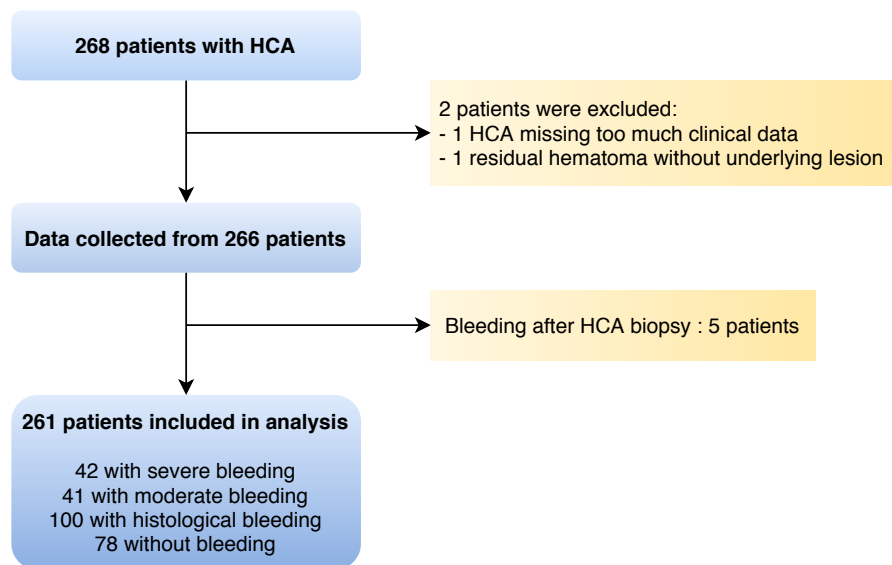 268 patients with HCA
2 patients were excluded:
- 1 HCA missing too much clinical data
- 1 residual hematoma without underlying lesion
Data collected from 266 patients
Bleeding after HCA biopsy : 5 patients
261 patients included in analysis
42 with severe bleeding
41 with moderate bleeding
100 with histological bleeding
78 without bleeding